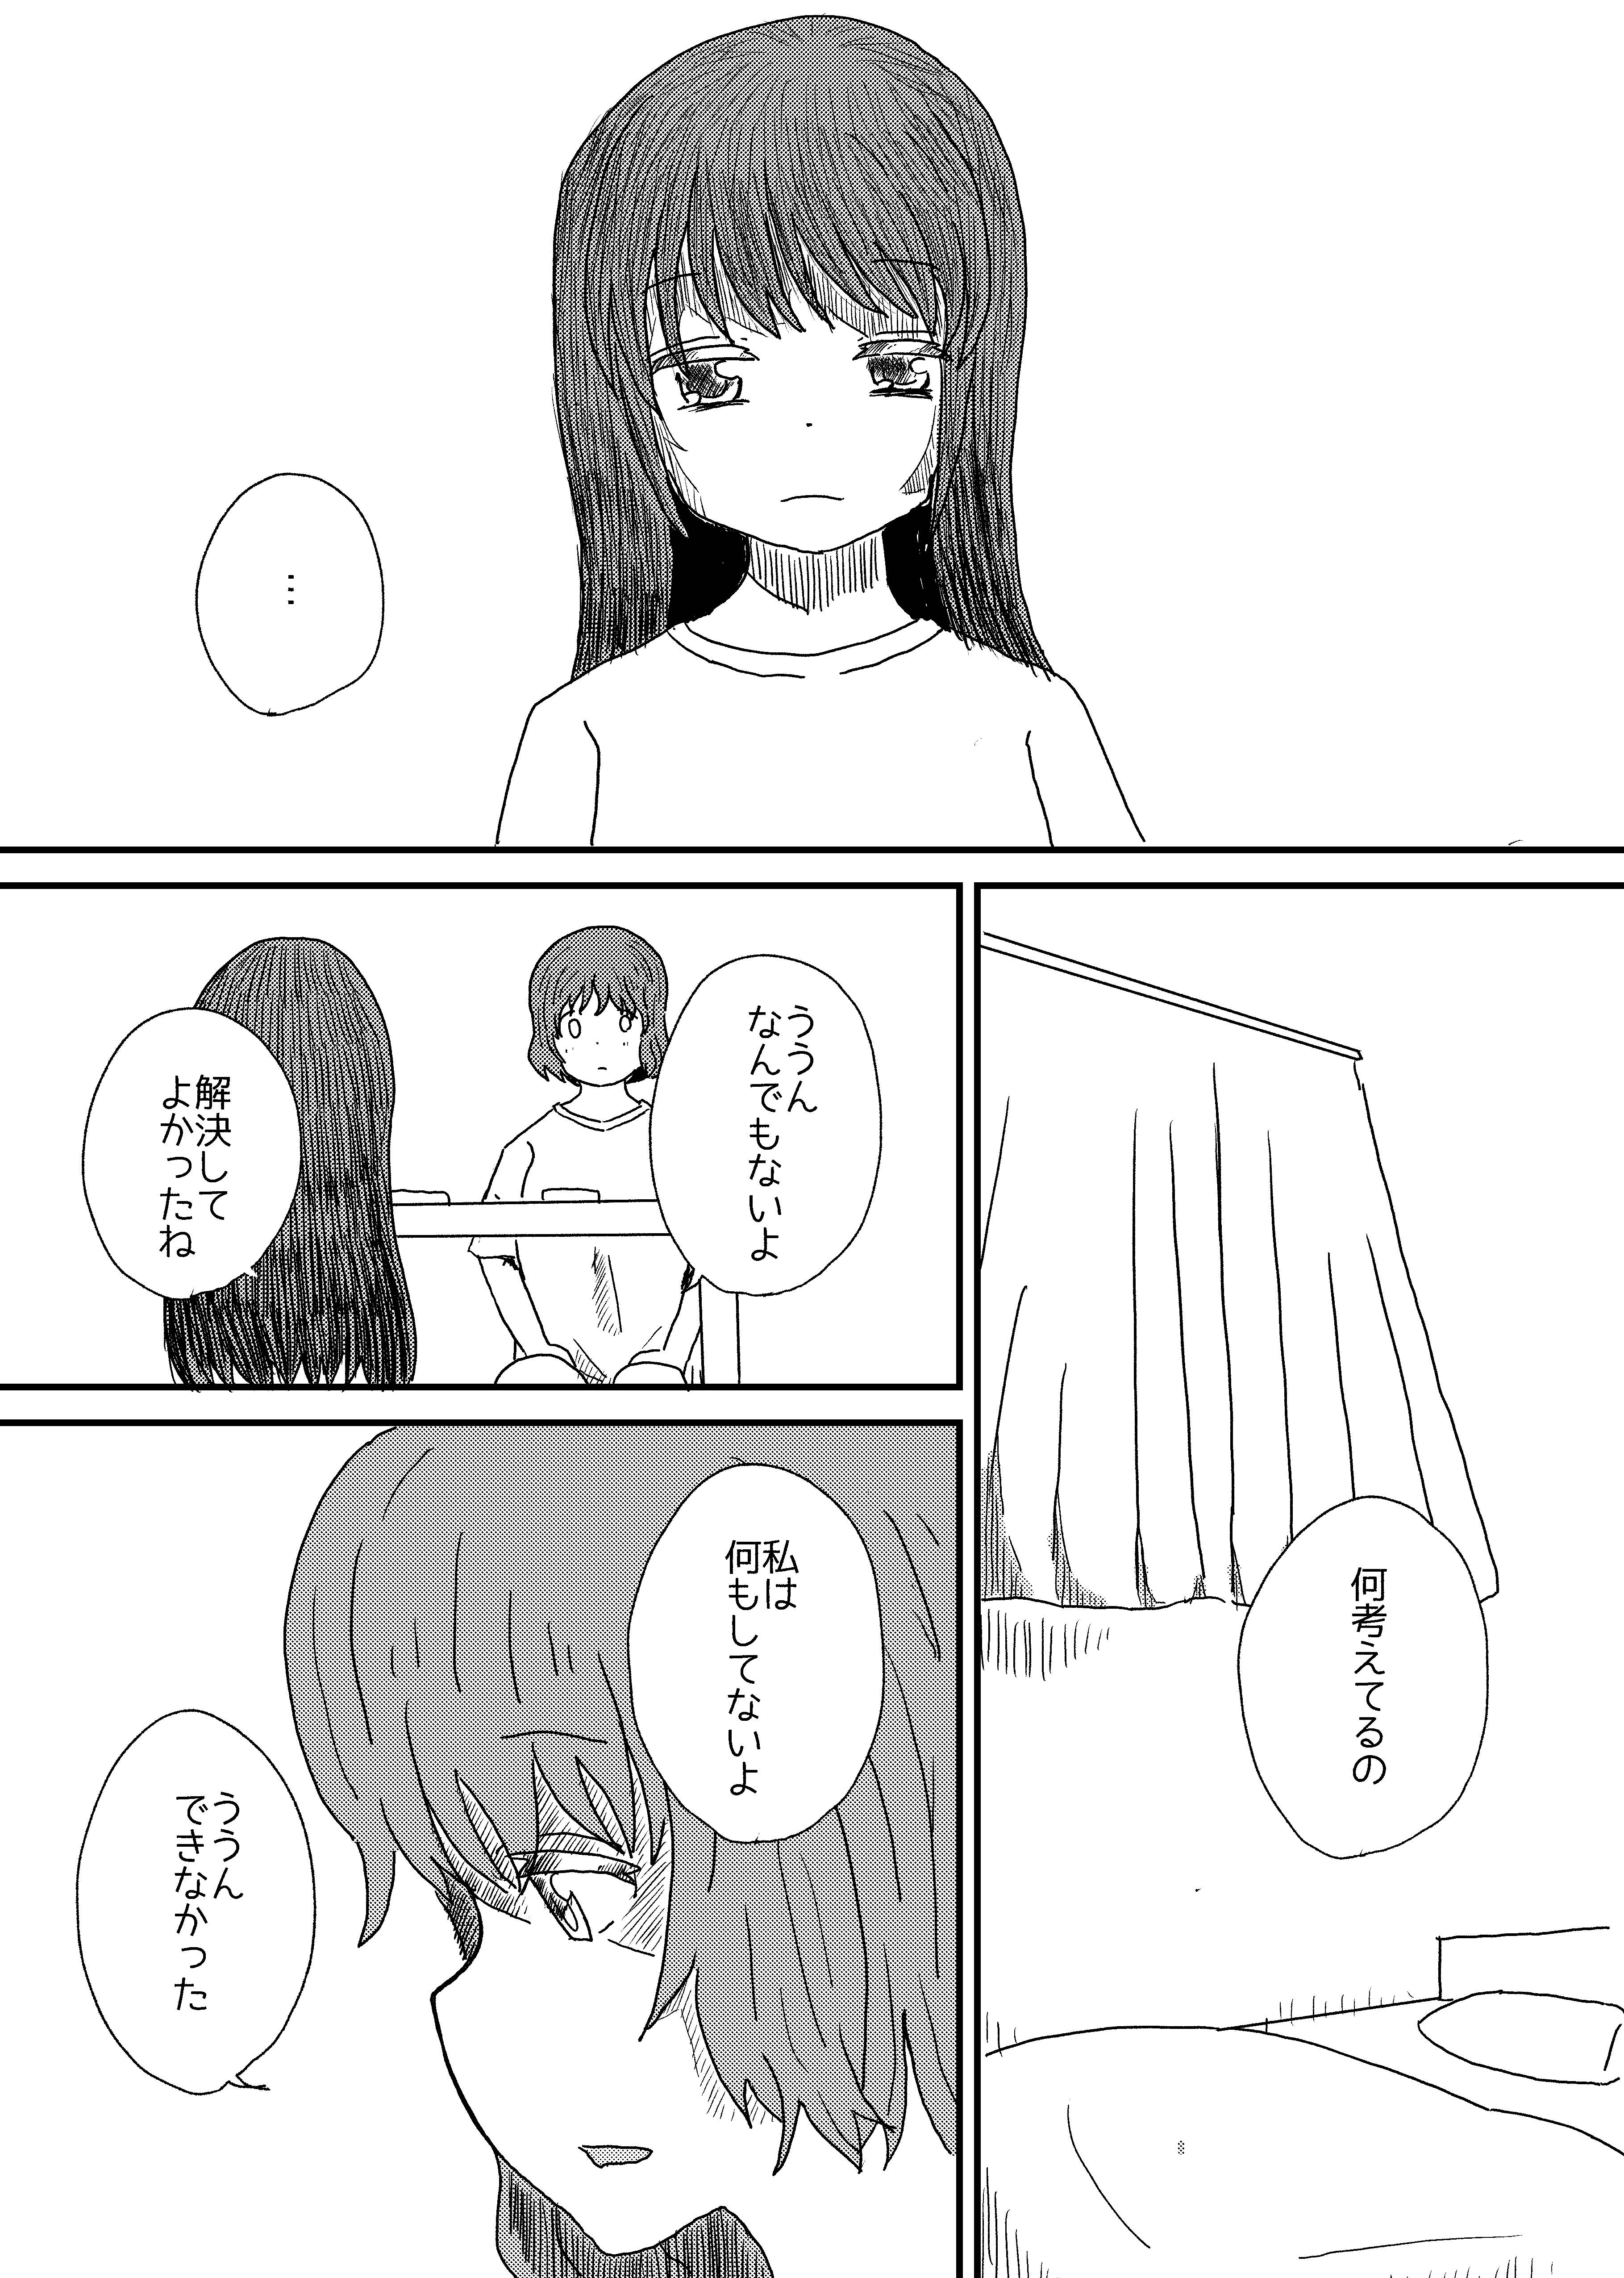 …
何考えてるの
ううん
なんでもないよ
解決して
よかったね
私は
何もしてないよ
ううん
できなかった